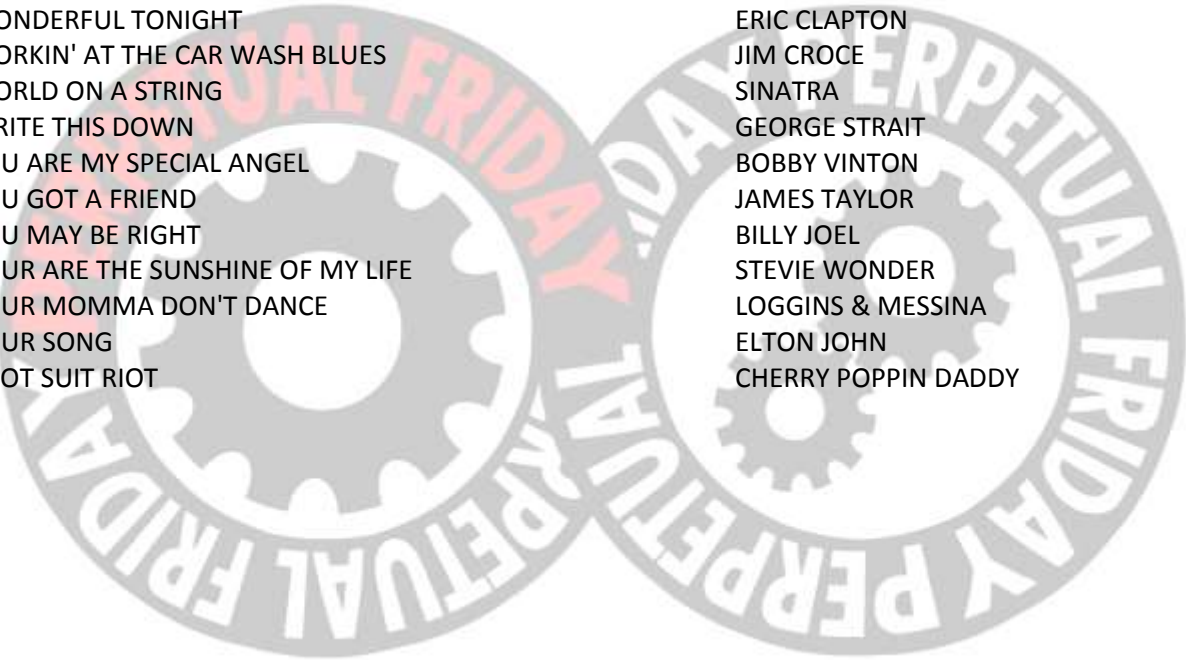 ONDERFUL TONIGHT ERIC CLAPTON
ORKIN' AT THE CAR WASH BLUES JIM CROCE
ORLD ON A STRING SINATRA
RITE THIS DOWN GEORGE STRAIT
U ARE MY SPECIAL ANGEL BOBBY VINTON
U GOT A FRIEND JAMES TAYLOR
U MAY BE RIGHT BILLY JOEL
UR ARE THE SUNSHINE OF MY LIFE STEVIE WONDER
UR MOMMA DON'T DANCE LOGGINS & MESSINA
UR SONG ELTON JOHN
OT SUIT RIOT CHERRY POPPIN DADDY
PERPETUAL FRIDAY
PERPETUAL FRIDAY
PERPETUAL FRIDAY
PERPETUAL FRIDAY